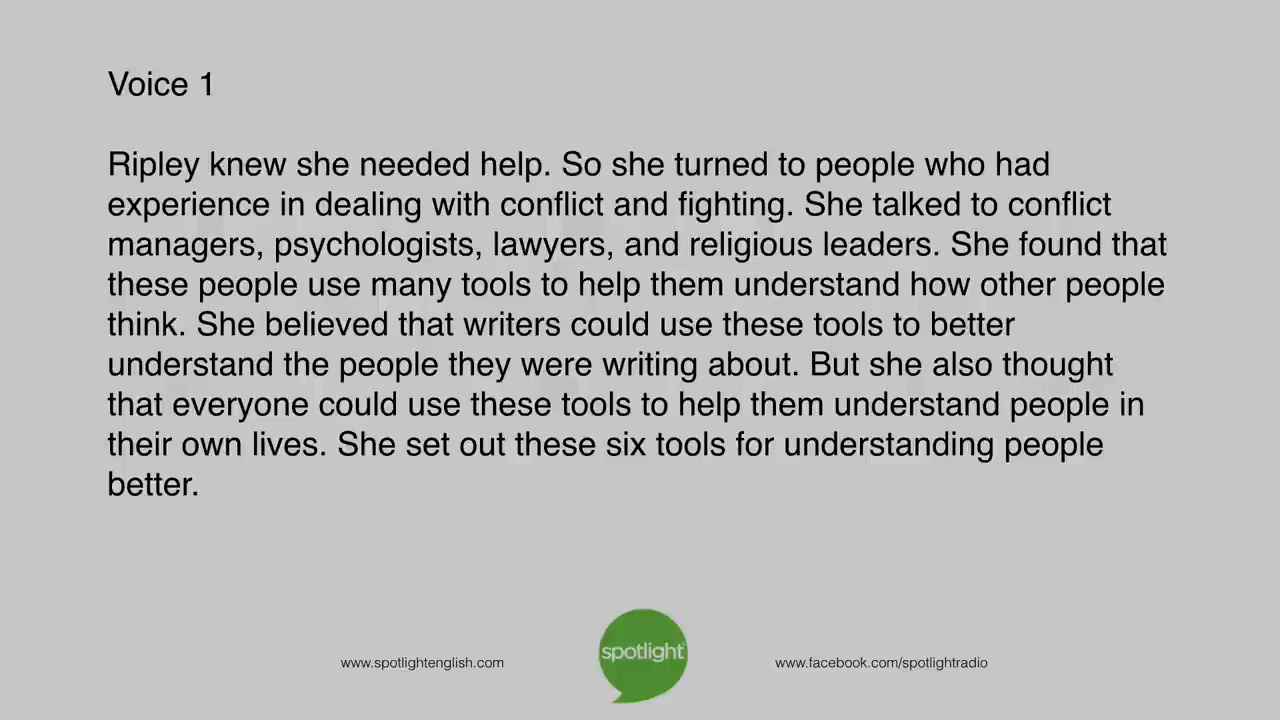 Voice 1
Ripley knew she needed help. So she turned to people who had
experience in dealing with conflict and fighting. She talked to conflict
managers, psychologists, lawyers, and religious leaders. She found that
these people use many tools to help them understand how other people
think. She believed that writers could use these tools to better
understand the people they were writing about. But she also thought
that everyone could use these tools to help them understand people in
their own lives. She set out these six tools for understanding people
better.
www.spotlightenglish.com
spotlight
www.facebook.com/spotlightradio